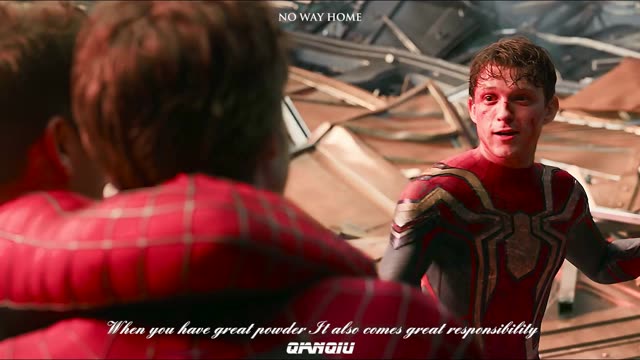 NO WAY HOME
When you have great powder It also comes great responsibility
QIANQIU